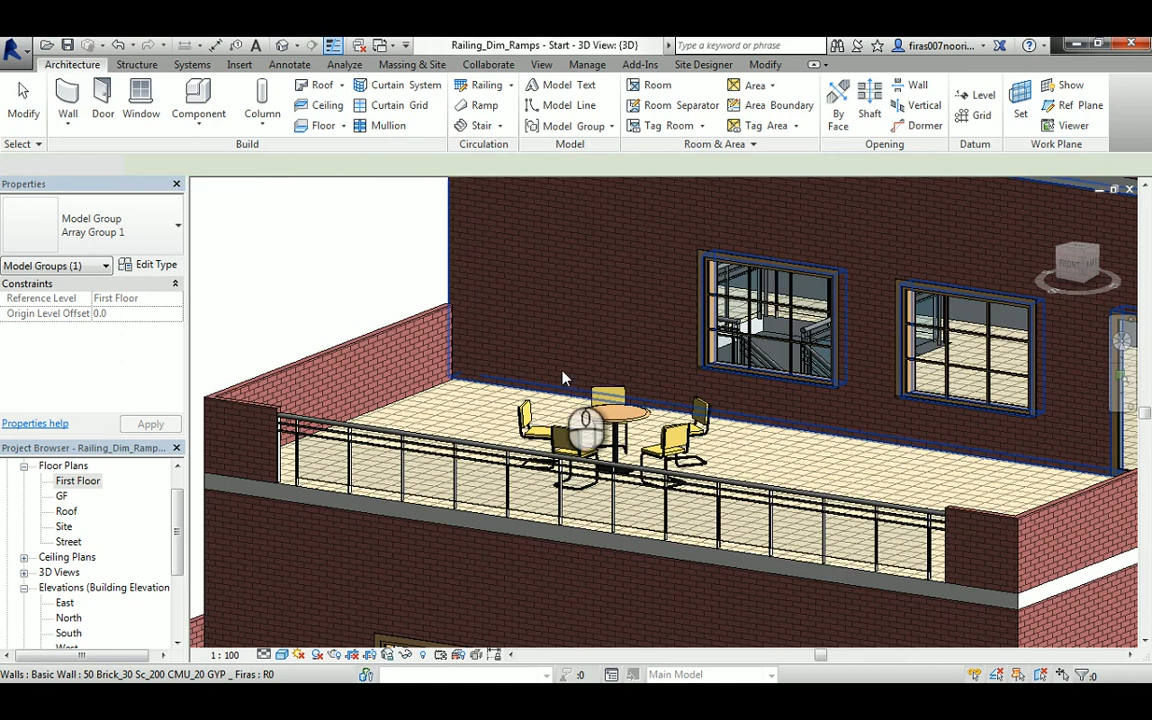 Railing_Dim_Ramps - Start - 3D View: {3D}
Type a keyword or phrase
firas007noori...
Architecture Structure Systems Insert Annotate Analyze Massing & Site Collaborate View Manage Add-Ins Site Designer Modify
Modify
Wall
Door
Window
Component
Column
Roof
Ceiling
Floor
Curtain System
Curtain Grid
Mullion
Railing
Ramp
Stair
Model Text
Model Line
Model Group
Room
Room Separator
Tag Room
Area
Area Boundary
Tag Area
By Face
Shaft
Wall
Vertical
Dormer
Level
Grid
Set
Show
Ref Plane
Viewer
Select
Build
Circulation
Model
Room & Area
Opening
Datum
Work Plane
Properties
Model Group
Array Group 1
Model Groups (1)
Edit Type
Constraints
Reference Level First Floor
Origin Level Offset 0.0
Properties help
Apply
Project Browser - Railing_Dim_Ramp...
Floor Plans
First Floor
GF
Roof
Site
Street
Ceiling Plans
3D Views
Elevations (Building Elevation
East
North
South
FRONT
0
1 : 100
Walls : Basic Wall : 50 Brick_30 Sc_200 CMU_20 GYP _ Firas : R0
:0
Main Model
:0